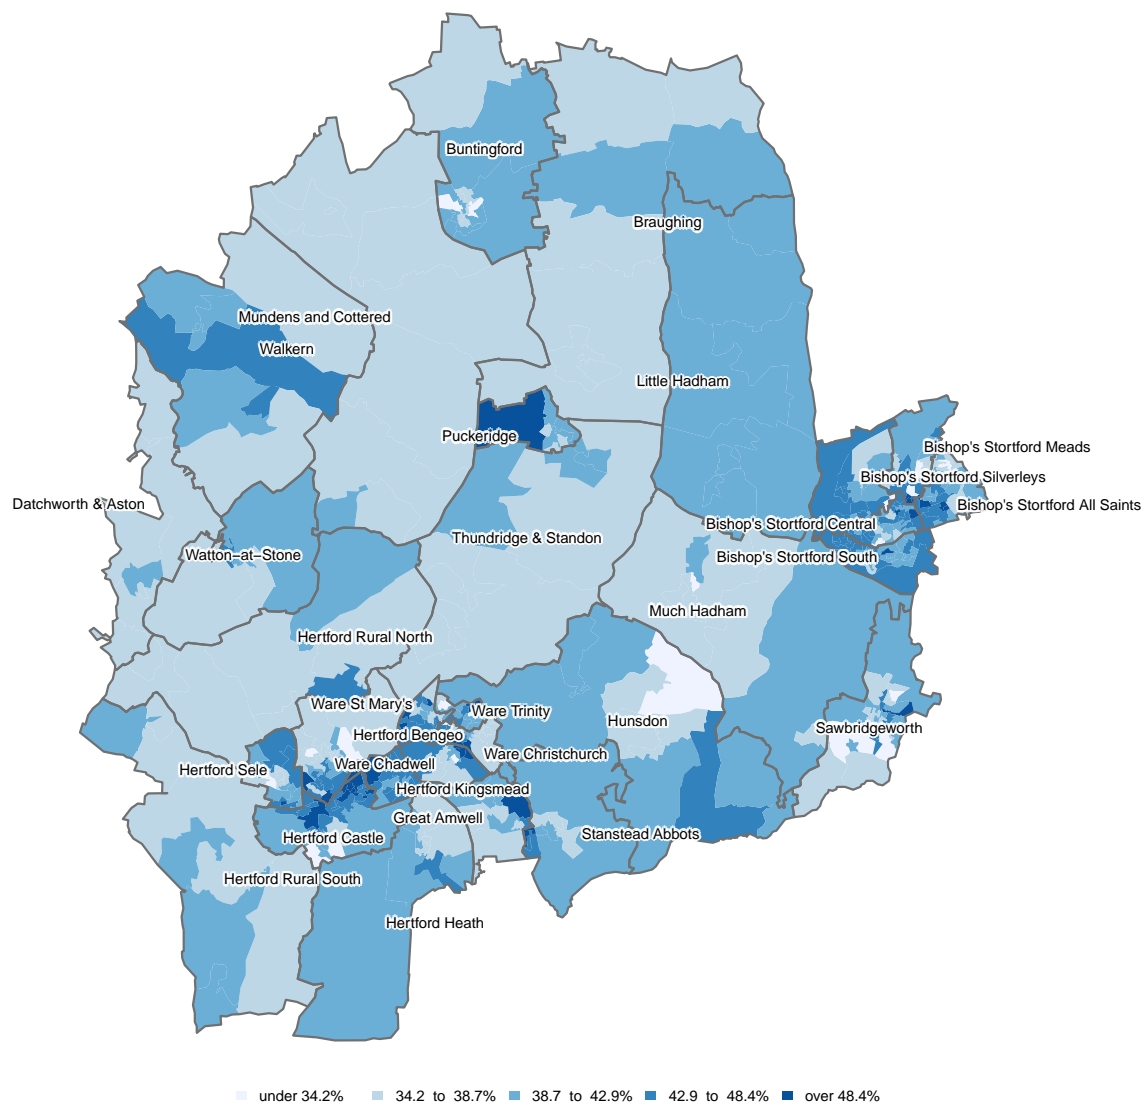 Buntingford
Braughing
Mundens and Cottered
Walkern
Little Hadham
Puckeridge
Bishop's Stortford Meads
Bishop's Stortford Silverleys
Datchworth & Aston
Bishop's Stortford All Saints
Bishop's Stortford Central
Thundridge & Standon
Watton−at−Stone
Bishop's Stortford South
Much Hadham
Hertford Rural North
Ware St Mary's
Ware Trinity
Hunsdon
Sawbridgeworth
Hertford Bengeo
Ware Christchurch
Ware Chadwell
Hertford Sele
Hertford Kingsmead
Great Amwell
Stanstead Abbots
Hertford Castle
Hertford Rural South
Hertford Heath
under 34.2% 34.2 to 38.7% 38.7 to 42.9% 42.9 to 48.4% over 48.4%